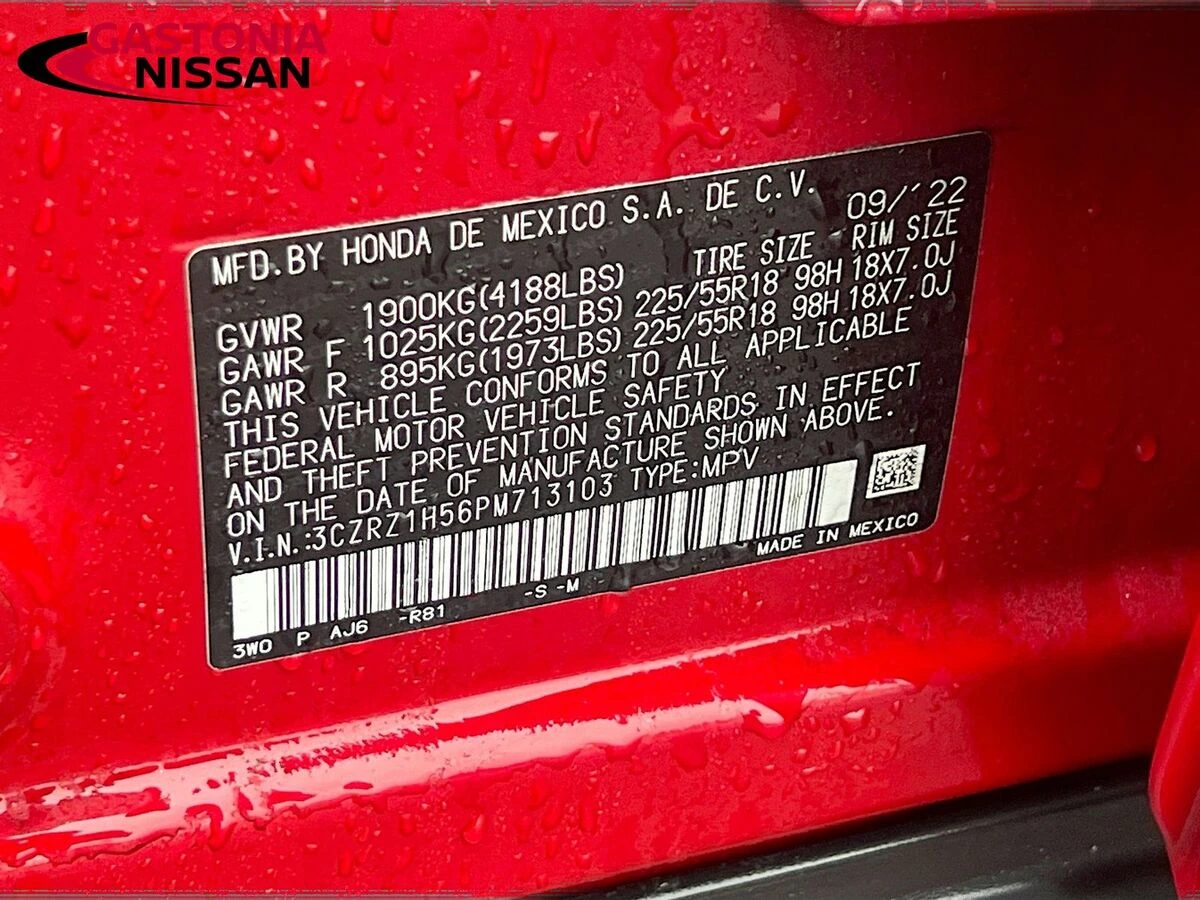 GASTONIA
NISSAN
MFD.BY HONDA DE MEXICO S.A. DE C.V. 09/'22
GVWR 1900KG(4188LBS) TIRE SIZE RIM SIZE
GAWR F 1025KG(2259LBS) 225/55R18 98H 18X7.0J
GAWR R 895KG(1973LBS) 225/55R18 98H 18X7.0J
THIS VEHICLE CONFORMS TO ALL APPLICABLE
FEDERAL MOTOR VEHICLE SAFETY
AND THEFT PREVENTION STANDARDS IN EFFECT
ON THE DATE OF MANUFACTURE SHOWN ABOVE.
V.I.N.:3CZRZ1H56PM713103 TYPE:MPV
MADE IN MEXICO
3W0 P AJ6 -R81 -S -M